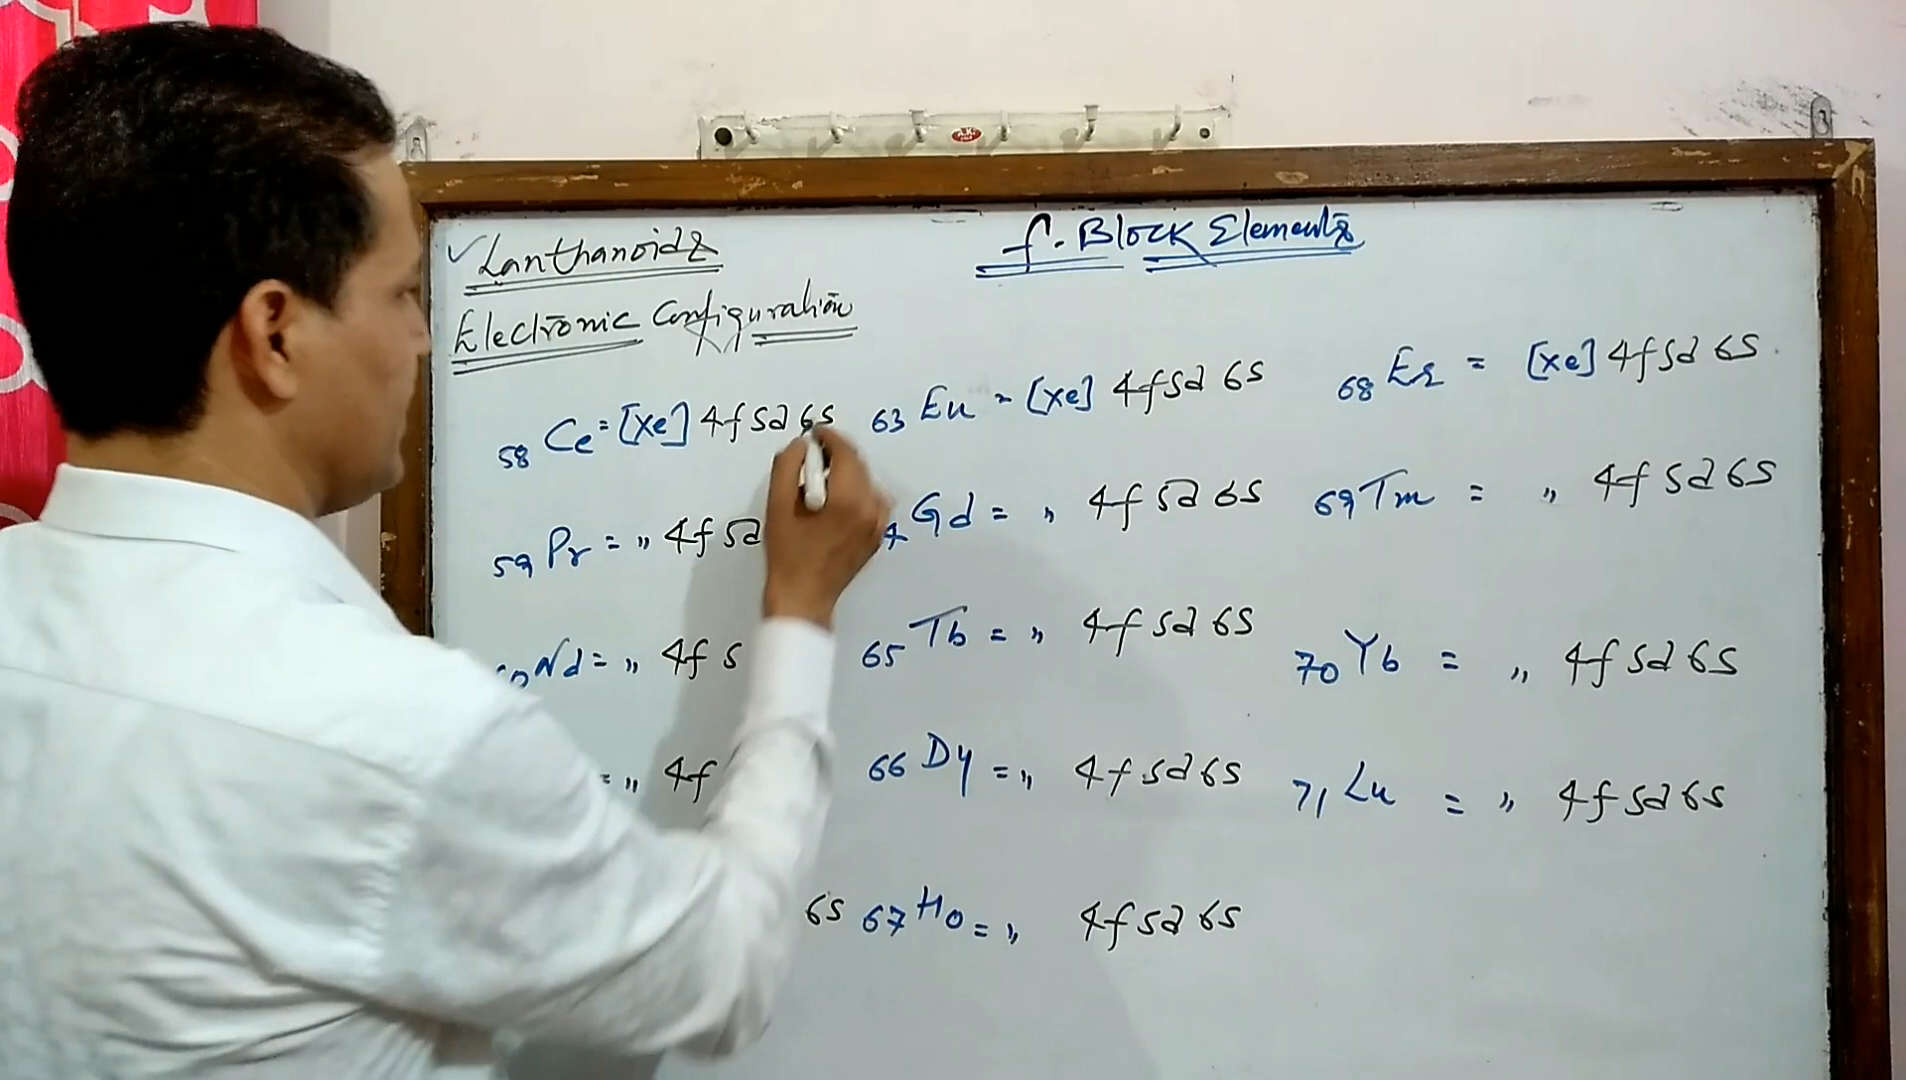 Lanthanoids
f-Block Elements
Electronic Configuration
58 Ce = [Xe] 4f 5d 6s
59 Pr = " 4f 5d
Nd = " 4f 5
= " 4f
6s
63 Eu = [Xe] 4f 5d 6s
Gd = " 4f 5d 6s
65 Tb = " 4f 5d 6s
66 Dy = " 4f 5d 6s
67 Ho = " 4f 5d 6s
68 Er = [Xe] 4f 5d 6s
69 Tm = " 4f 5d 6s
70 Yb = " 4f 5d 6s
71 Lu = " 4f 5d 6s